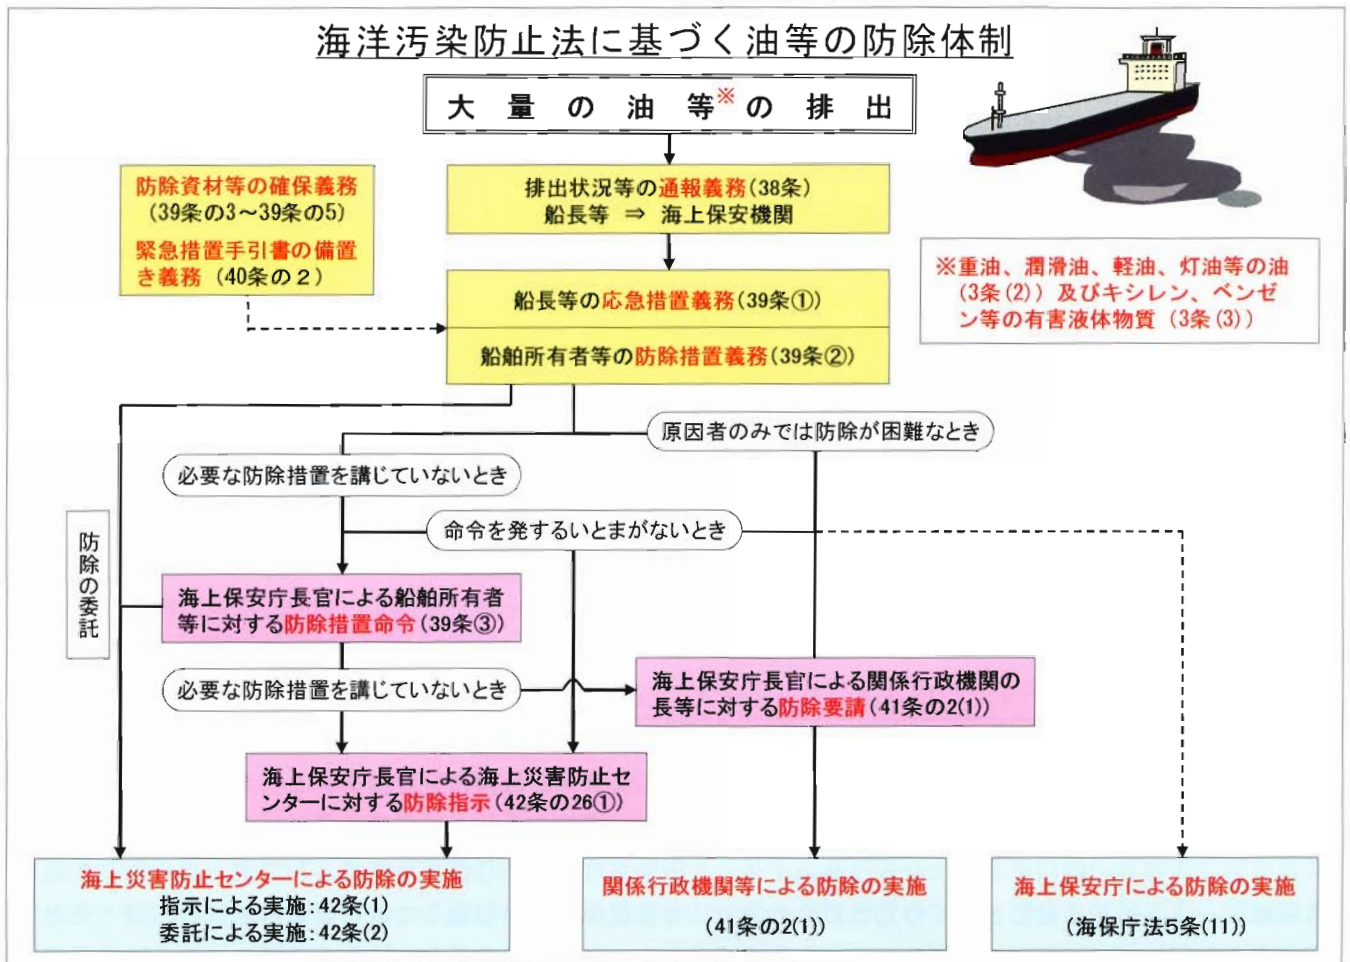 海洋汚染防止法に基づく油等の防除体制
大量の油等※の排出
防除資材等の確保義務
(39条の3～39条の5)
緊急措置手引書の備置
き義務 (40条の２)
排出状況等の通報義務(38条)
船長等 ⇒ 海上保安機関
船長等の応急措置義務(39条①)
船舶所有者等の防除措置義務(39条②)
※重油、潤滑油、軽油、灯油等の油
(3条(2)) 及びキシレン、ベンゼ
ン等の有害液体物質 (3条(3))
原因者のみでは防除が困難なとき
必要な防除措置を講じていないとき
命令を発するいとまがないとき
防除の委託
海上保安庁長官による船舶所有者
等に対する防除措置命令(39条③)
必要な防除措置を講じていないとき
海上保安庁長官による関係行政機関の
長等に対する防除要請(41条の2(1))
海上保安庁長官による海上災害防止セ
ンターに対する防除指示(42条の26①)
海上災害防止センターによる防除の実施
指示による実施:42条(1)
委託による実施:42条(2)
関係行政機関等による防除の実施
(41条の2(1))
海上保安庁による防除の実施
(海保庁法5条(11))